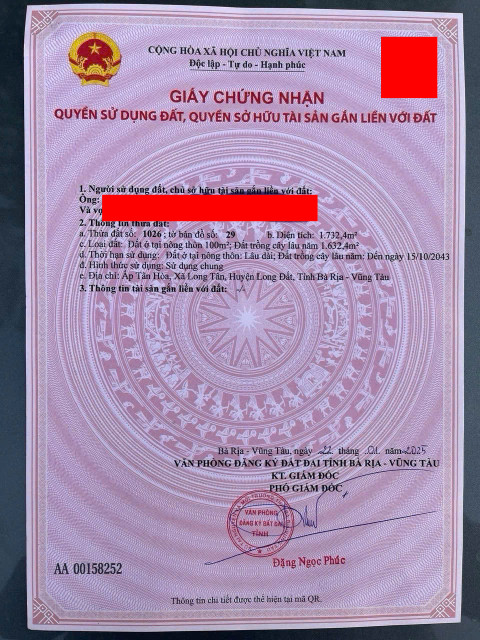 CỘNG HÒA XÃ HỘI CHỦ NGHĨA VIỆT NAM
Độc lập - Tự do - Hạnh phúc
GIẤY CHỨNG NHẬN
QUYỀN SỬ DỤNG ĐẤT, QUYỀN SỞ HỮU TÀI SẢN GẮN LIỀN VỚI ĐẤT
1. Người sử dụng đất, chủ sở hữu tài sản gắn liền với đất:
Ông:
Và vợ
2. Thông tin thửa đất:
a. Thửa đất số: 1026; tờ bản đồ số: 29 b. Diện tích: 1.732,4m²
c. Loại đất: Đất ở tại nông thôn 100m²; Đất trồng cây lâu năm 1.632,4m²
d. Thời hạn sử dụng: Đất ở tại nông thôn: Lâu dài; Đất trồng cây lâu năm: Đến ngày 15/10/2043
đ. Hình thức sử dụng: Sử dụng chung
e. Địa chỉ: Ấp Tân Hòa, Xã Long Tân, Huyện Long Đất, Tỉnh Bà Rịa - Vũng Tàu
3. Thông tin tài sản gắn liền với đất:
Bà Rịa - Vũng Tàu, ngày 22 tháng 01 năm 2025
VĂN PHÒNG ĐĂNG KÝ ĐẤT ĐAI TỈNH BÀ RỊA - VŨNG TÀU
KT. GIÁM ĐỐC
PHÓ GIÁM ĐỐC
VĂN PHÒNG
ĐĂNG KÝ ĐẤT ĐAI
TỈNH
Đặng Ngọc Phúc
AA 00158252
Thông tin chi tiết được thể hiện tại mã QR.